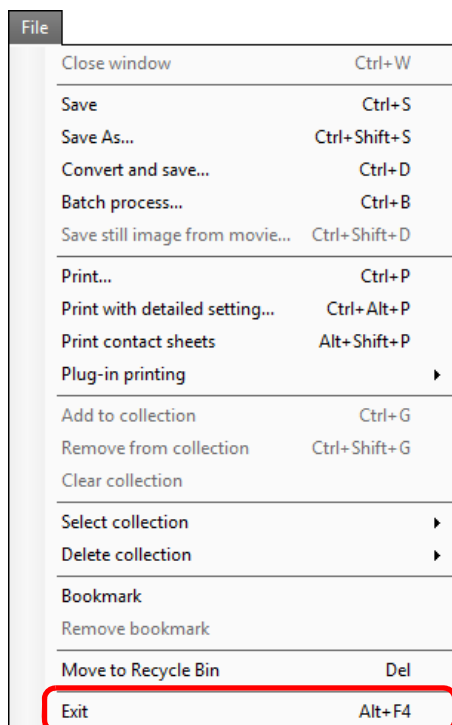 File
Close window Ctrl+W
Save Ctrl+S
Save As... Ctrl+Shift+S
Convert and save... Ctrl+D
Batch process... Ctrl+B
Save still image from movie... Ctrl+Shift+D
Print... Ctrl+P
Print with detailed setting... Ctrl+Alt+P
Print contact sheets Alt+Shift+P
Plug-in printing
Add to collection Ctrl+G
Remove from collection Ctrl+Shift+G
Clear collection
Select collection
Delete collection
Bookmark
Remove bookmark
Move to Recycle Bin Del
Exit Alt+F4